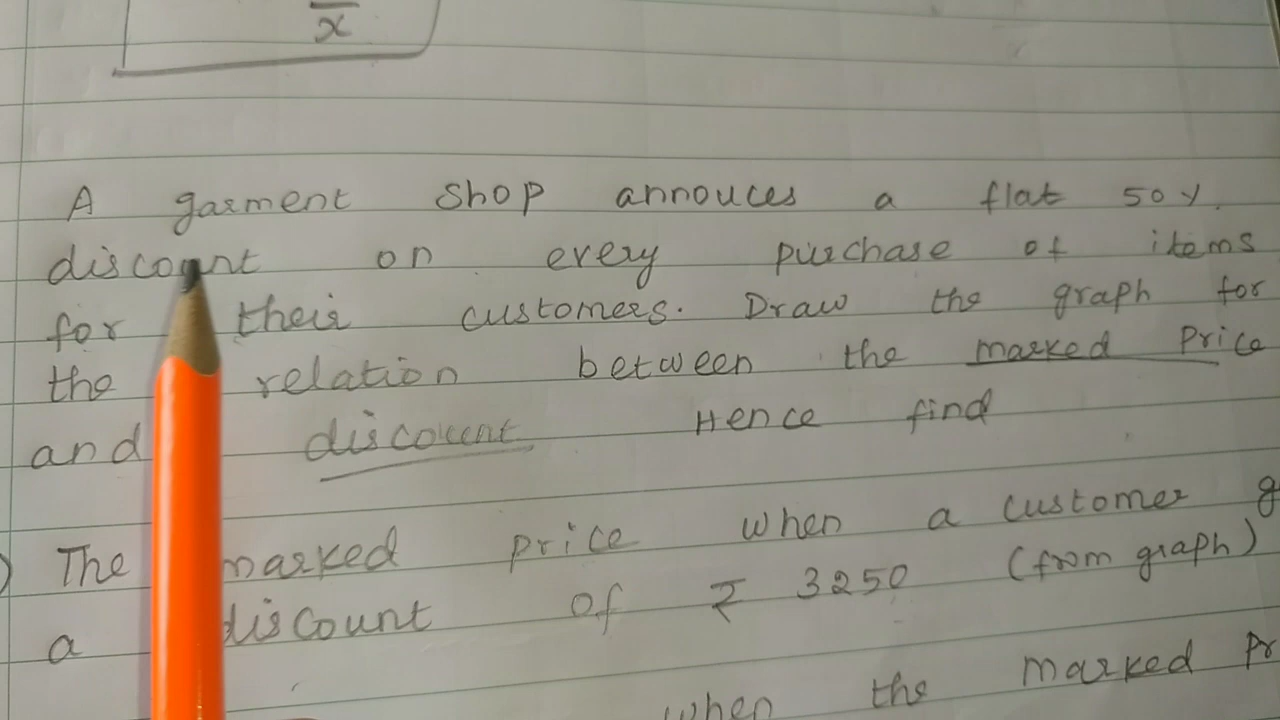 x
A garment shop annouces a flat 50%
discount on every purchase of items
for their customers. Draw the graph for
the relation between the marked price
and discount Hence find
) The marked price when a customer g
a discount of ₹ 3250 (from graph)
when the marked Pr